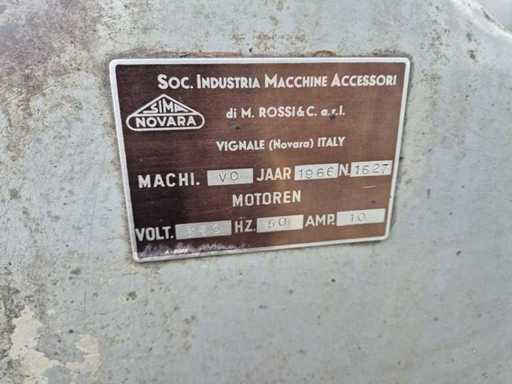 SOC. INDUSTRIA MACCHINE ACCESSORI
SIMA
NOVARA
di M. ROSSI & C. a.r.l.
VIGNALE (Novara) ITALY
MACHI. VO JAAR 1966 N. 1627
MOTOREN
VOLT. HZ. 50 AMP. 10